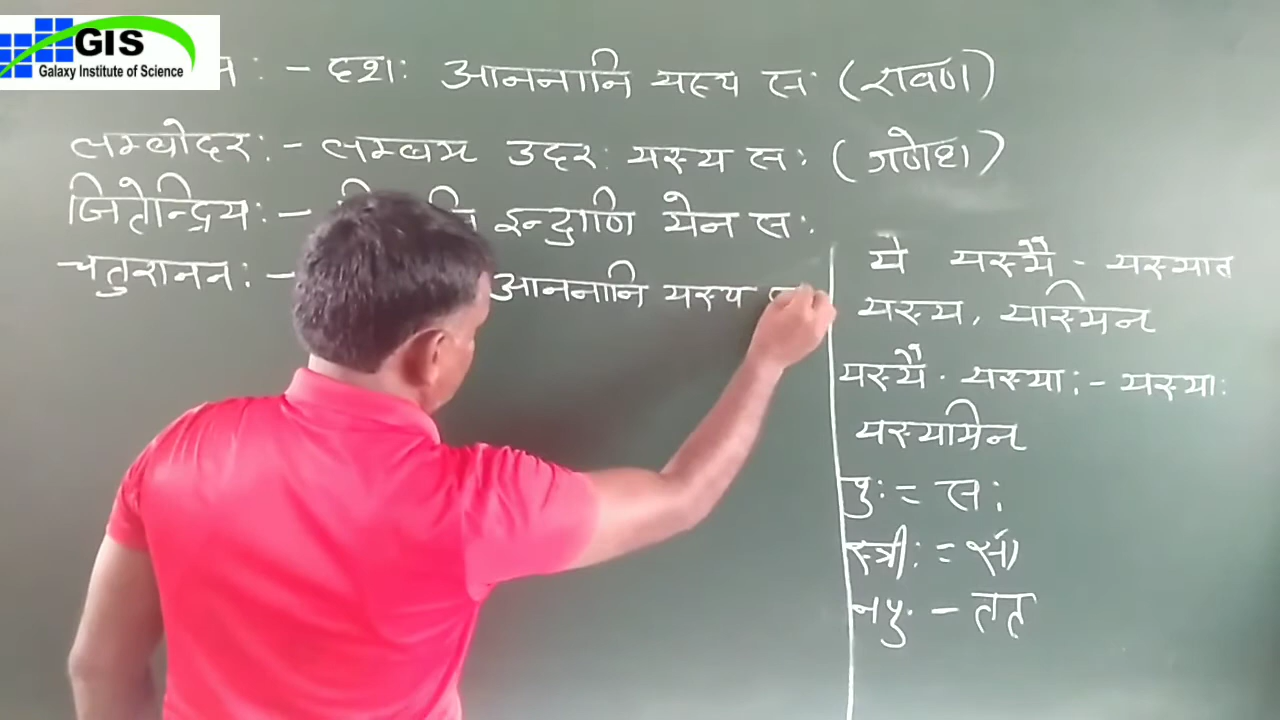 GIS
Galaxy Institute of Science
: - दशः आननानि यस्य सः (रावण)
लम्बोदरः - लम्बम उदरः यस्य सः (गणेश)
जितेन्द्रियः - इन्द्राणि येन सः
चतुराननः - आननानि यस्य
ये यस्यै - यस्यात
यस्य, यस्मिन
यस्यै - यस्याः - यस्याः
यस्यामिन
पुः = सः
स्त्रीः = सा
नपुः - तत्